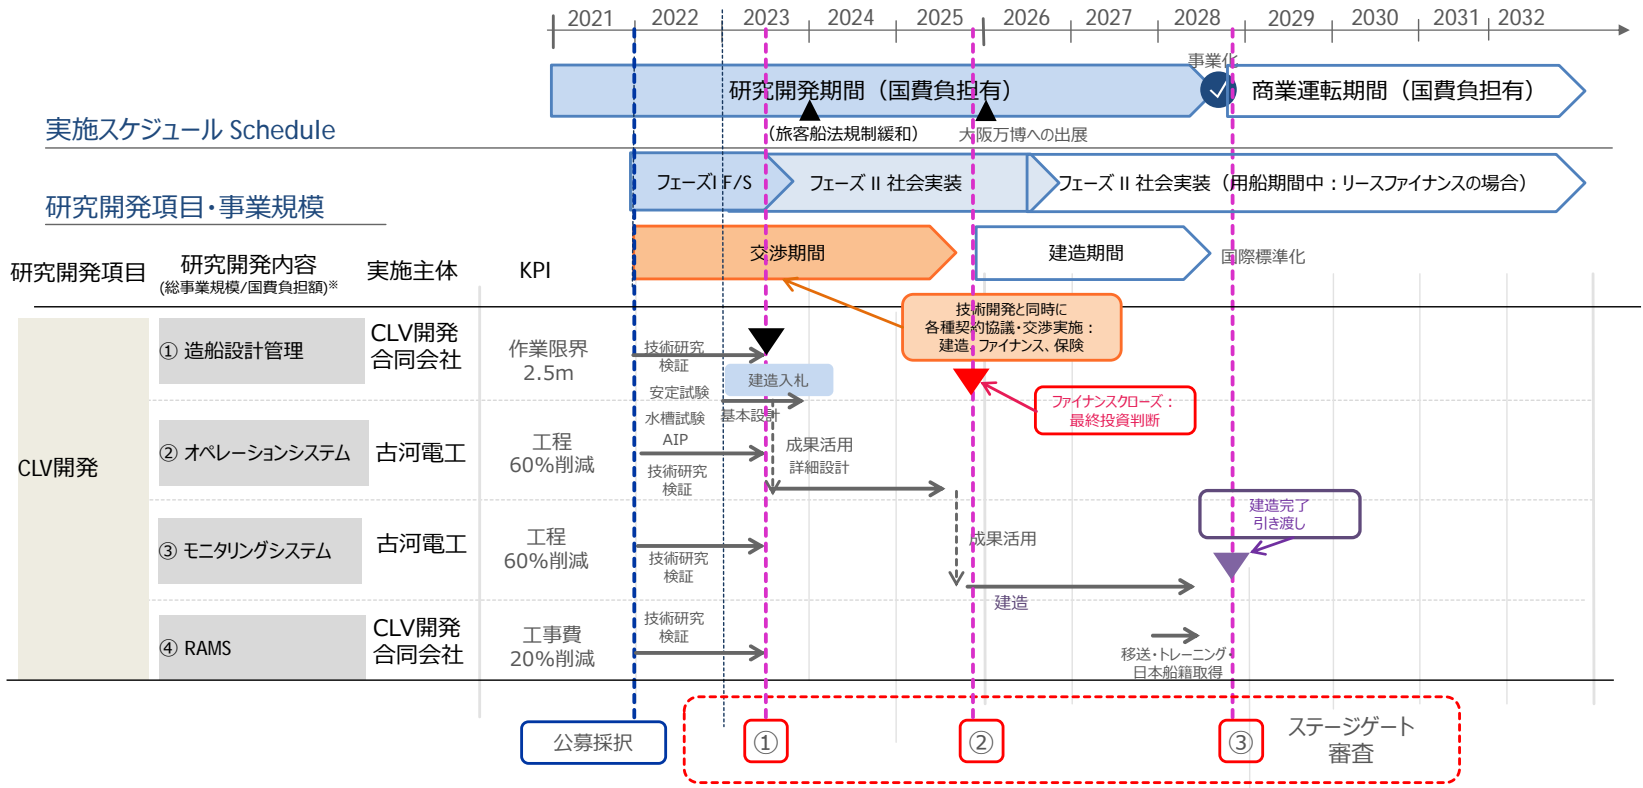 2021 2022 2023 2024 2025 2026 2027 2028 2029 2030 2031 2032
事業化
研究開発期間（国費負担有）
商業運転期間（国費負担有）
実施スケジュール Schedule
（旅客船法規制緩和）
大阪万博への出展
フェーズI F/S
フェーズ II 社会実装
フェーズ II 社会実装（用船期間中：リースファイナンスの場合）
研究開発項目・事業規模
交渉期間
建造期間
国際標準化
研究開発項目
研究開発内容
(総事業規模/国費負担額)※
実施主体
KPI
技術開発と同時に
各種契約協議・交渉実施：
建造、ファイナンス、保険
CLV開発
① 造船設計管理
CLV開発
合同会社
作業限界
2.5m
技術研究
検証
建造入札
安定試験
水槽試験
AIP
基本設計
ファイナンスクローズ：
最終投資判断
② オペレーションシステム
古河電工
工程
60%削減
技術研究
検証
成果活用
詳細設計
③ モニタリングシステム
古河電工
工程
60%削減
技術研究
検証
成果活用
建造完了
引き渡し
建造
④ RAMS
CLV開発
合同会社
工事費
20%削減
技術研究
検証
移送・トレーニング・
日本船籍取得
公募採択
①
②
③
ステージゲート
審査